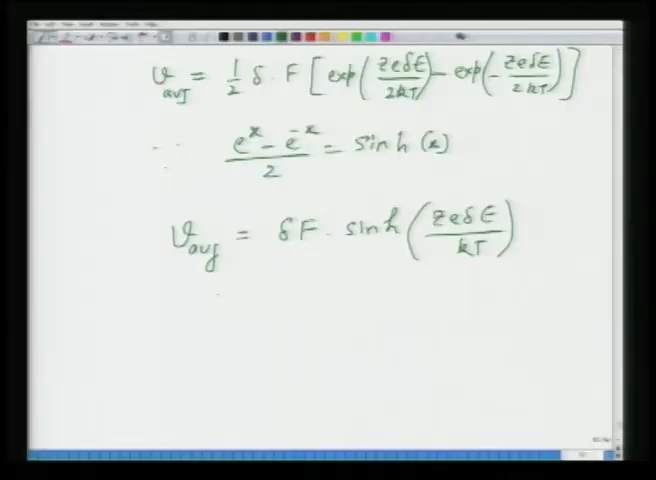 v_avg = 1/2 δ · F [exp(zeδE/2kT) − exp(−zeδE/2kT)]
∴ (e^x − e^−x)/2 = sinh(x)
v_avg = δF · sinh(zeδE/kT)